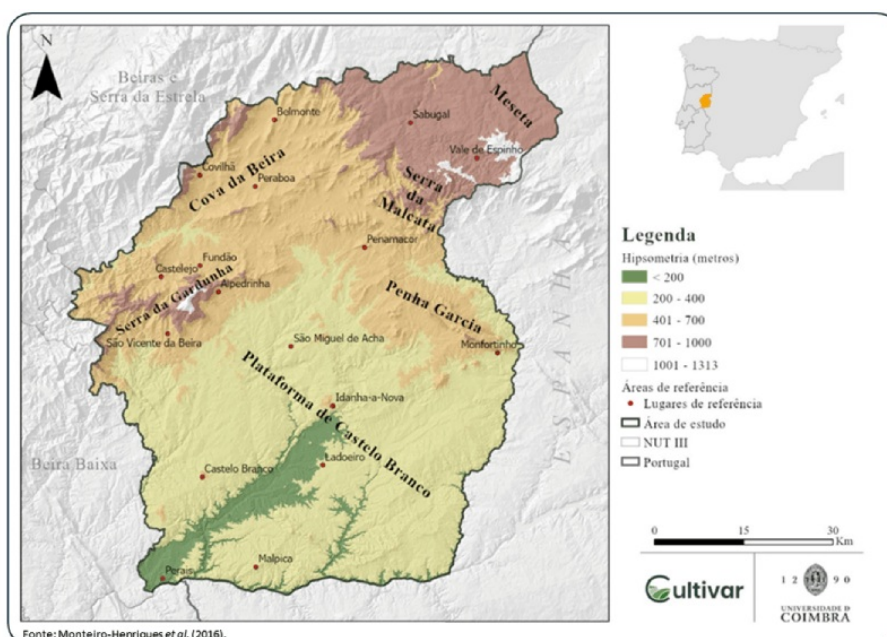 N
Beiras e
Serra da Estrela
Belmonte
Sabugal
Meseta
Vale de Espinho
Covilhã
Cova da Beira
Peraboa
Serra
da
Malcata
Penamacor
Fundão
Castelejo
Serra da Gardunha
Alpedrinha
Penha Garcia
São Vicente da Beira
São Miguel de Acha
Monfortinho
Plataforma de Castelo Branco
Idanha-a-Nova
ESPANHA
Beira Baixa
Castelo Branco
Ladoeiro
Malpica
Perais
Legenda
Hipsometria (metros)
< 200
200 - 400
401 - 700
701 - 1000
1001 - 1313
Áreas de referência
Lugares de referência
Área de estudo
NUT III
Portugal
0 15 30
Km
Cultivar
12 90
UNIVERSIDADE D
COIMBRA
Fonte: Monteiro-Henriques et al. (2016).